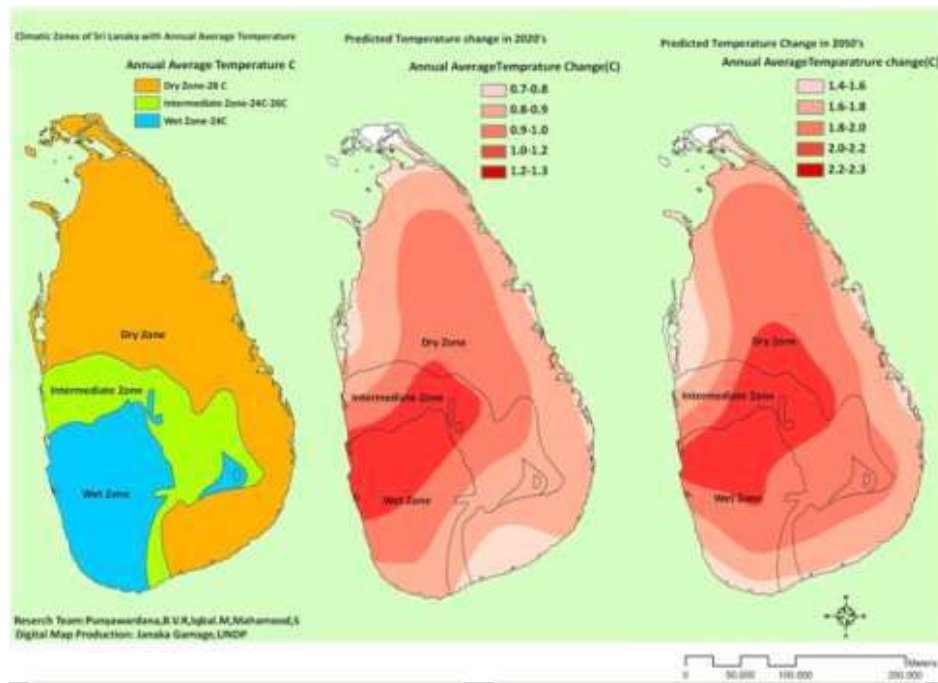 Climatic Zones of Sri Lanaka with Annual Average Temperature
Annual Average Temperature C
Dry Zone-28 C
Intermediate Zone-24C-26C
Wet Zone-24C
Dry Zone
Intermediate Zone
Wet Zone
Predicted Temperature change in 2020's
Annual AverageTemprature Change(C)
0.7-0.8
0.8-0.9
0.9-1.0
1.0-1.2
1.2-1.3
Dry Zone
Intermediate Zone
Wet Zone
Predicted Temperature Change in 2050's
Annual AverageTemparatrure change(C)
1.4-1.6
1.6-1.8
1.8-2.0
2.0-2.2
2.2-2.3
Dry Zone
Intermediate Zone
Wet Zone
Reserch Team:Punyawardana,B.V.R,Iqbal.M,Mahamood,S
Digital Map Production: Janaka Gamage,UNDP
Meters
0 50,000 100,000 200,000